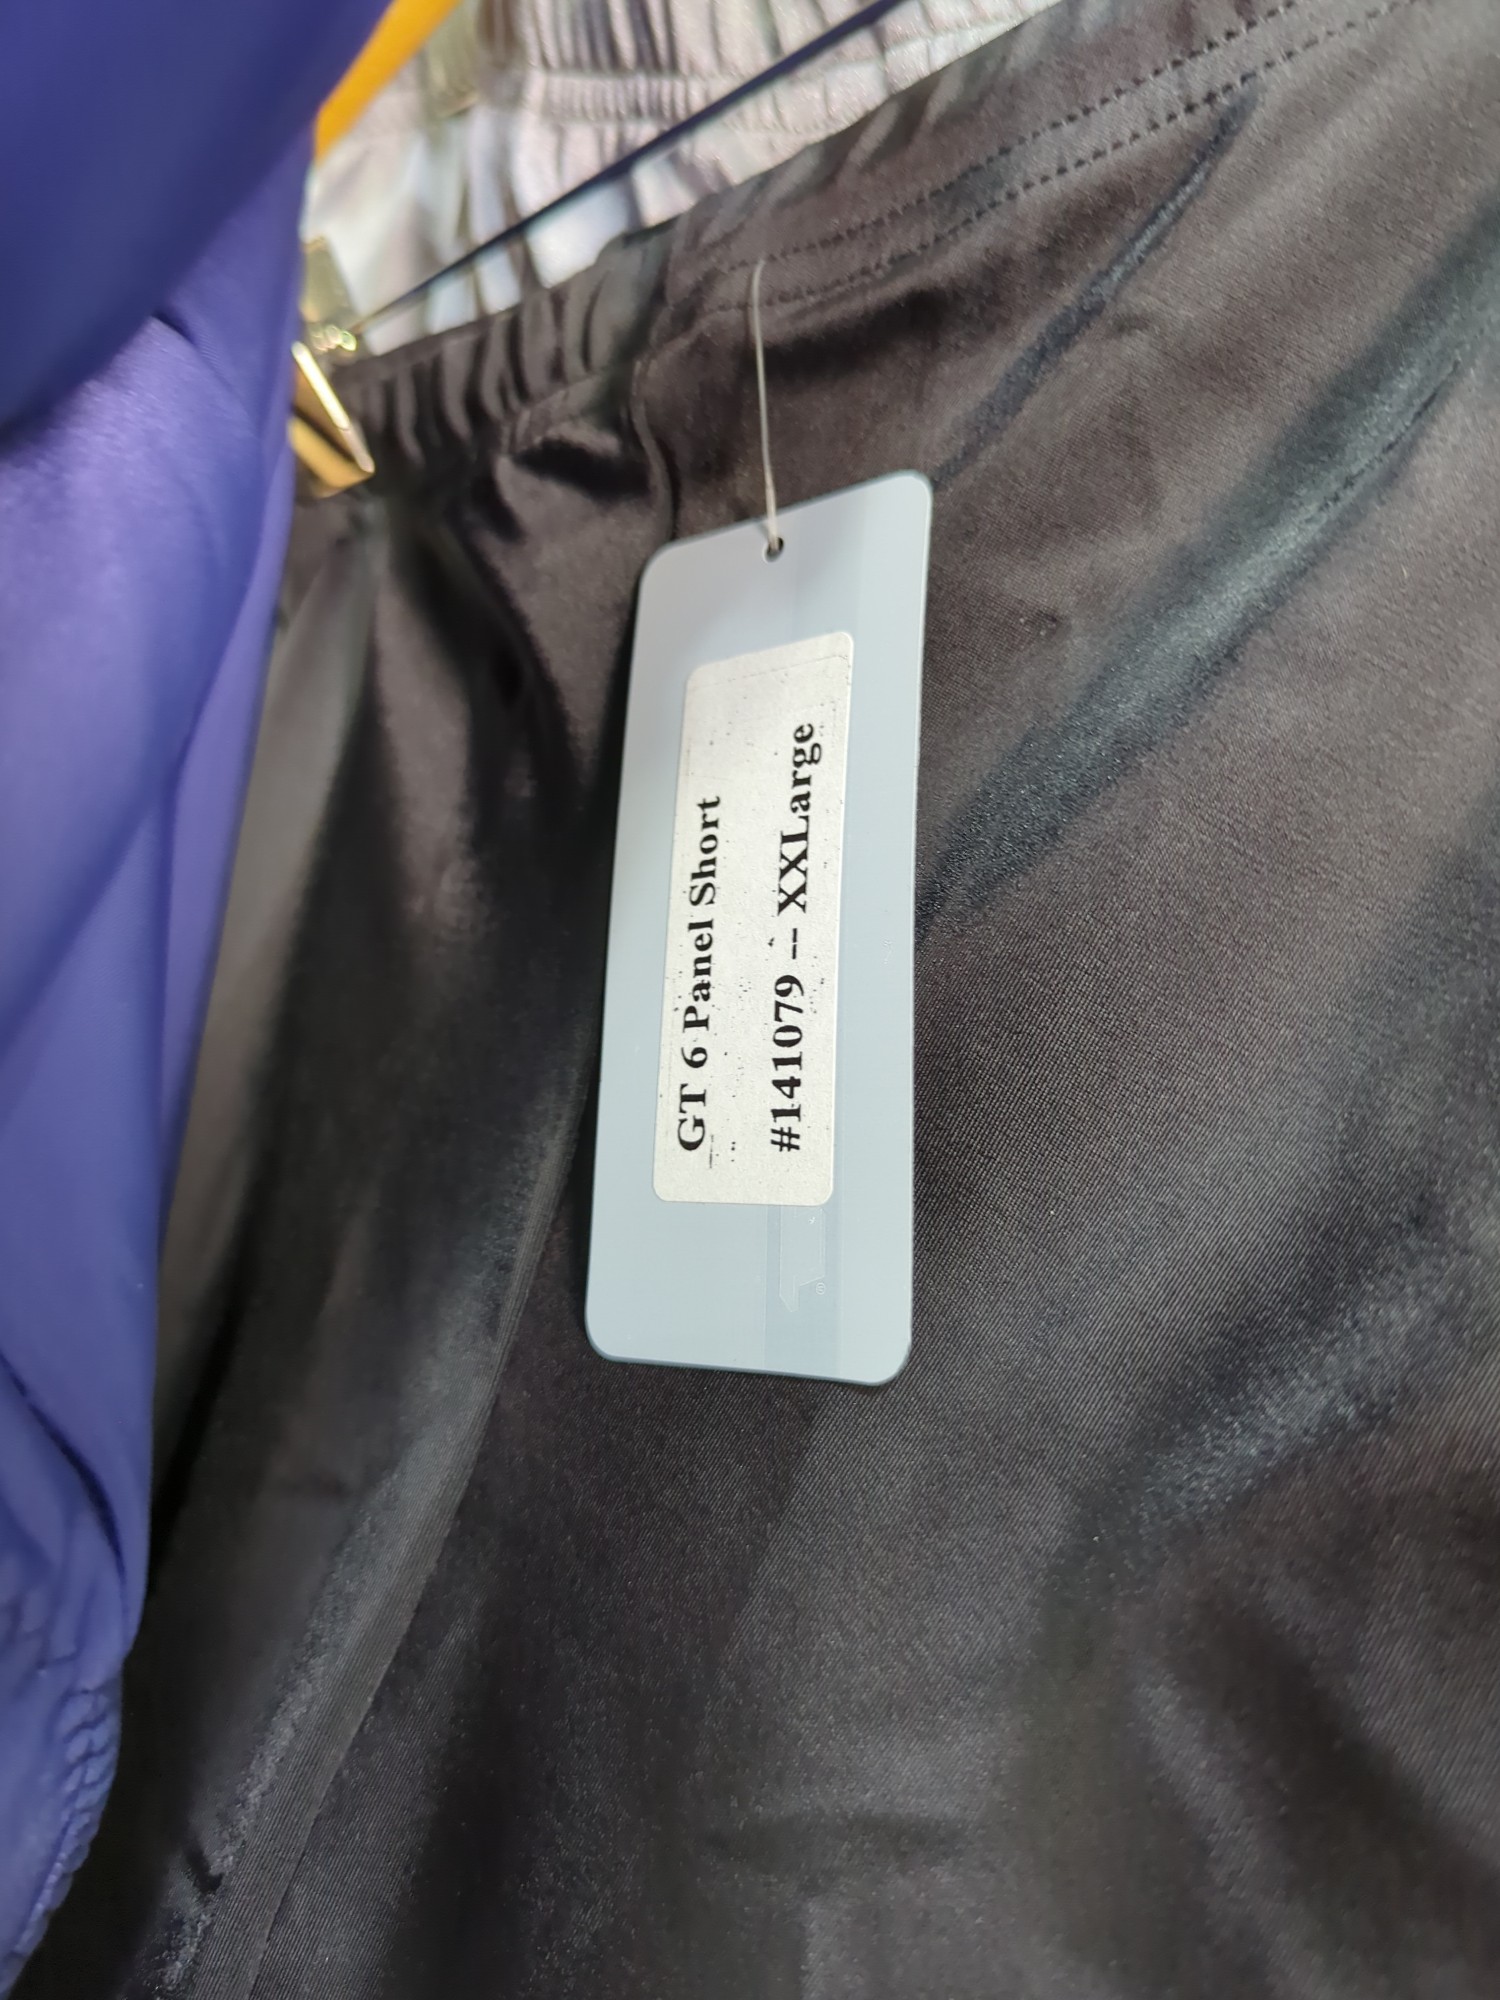 GT 6 Panel Short
#141079 -- XXLarge
®